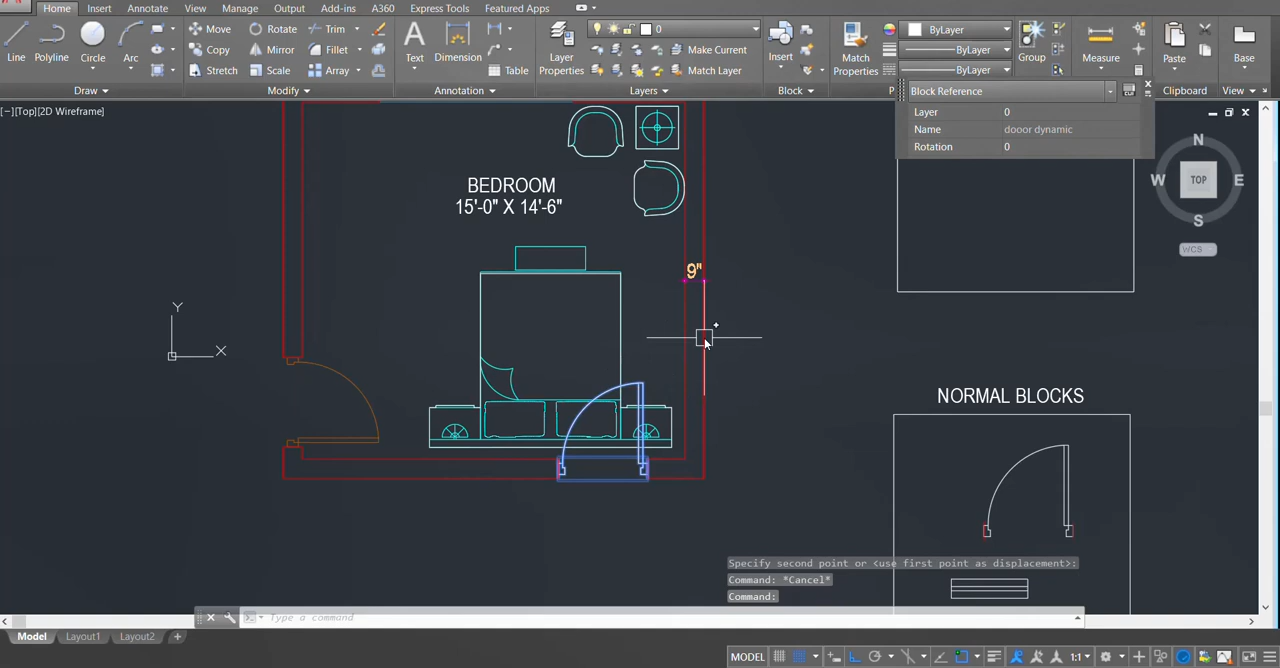 Home Insert Annotate View Manage Output Add-ins A360 Express Tools Featured Apps
Line Polyline Circle Arc
Move Rotate Trim
Copy Mirror Fillet
Stretch Scale Array
Text Dimension Table
Layer Properties
0
Make Current
Match Layer
Insert
Match Properties
ByLayer
ByLayer
ByLayer
Group
Measure
Paste
Base
Draw Modify Annotation Layers Block P Clipboard View
Block Reference
Layer 0
Name dooor dynamic
Rotation 0
[−][Top][2D Wireframe]
N
W TOP E
S
WCS
BEDROOM
15'-0" X 14'-6"
9"
Y
X
NORMAL BLOCKS
Specify second point or <use first point as displacement>:
Command: *Cancel*
Command:
Type a command
Model Layout1 Layout2 +
MODEL 1:1